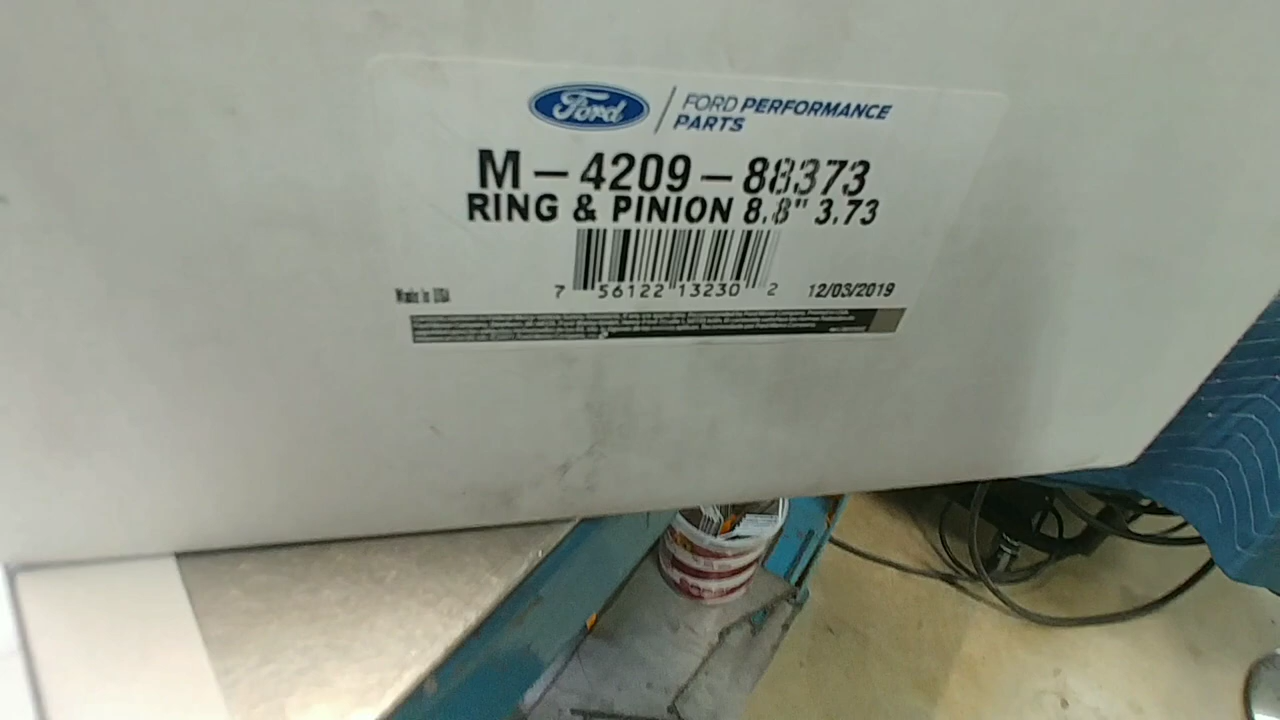 Ford
FORD PERFORMANCE
PARTS
M-4209-88373
RING & PINION 8.8" 3.73
7 56122 13230 2
12/03/2019
Made in USA